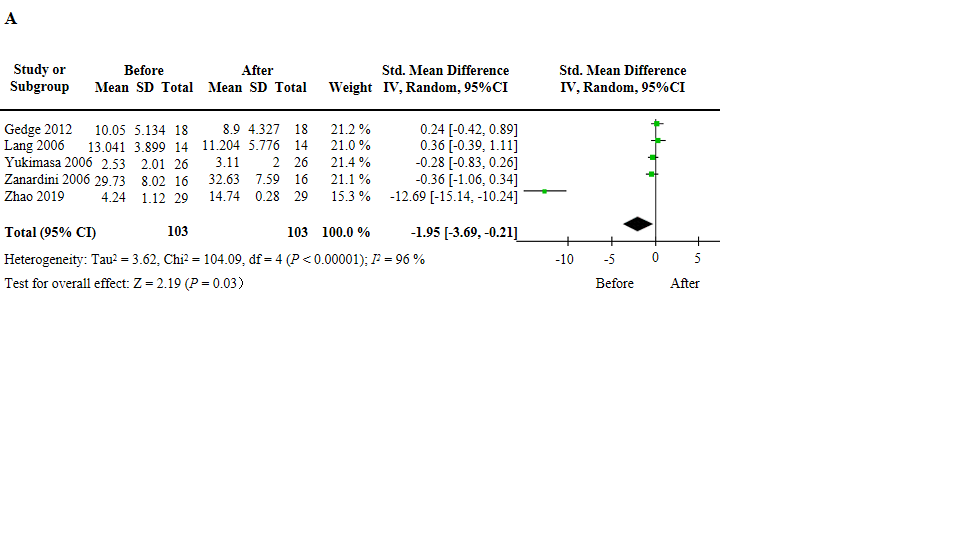 A
Study or Before After Std. Mean Difference Std. Mean Difference
Subgroup Mean SD Total Mean SD Total Weight IV, Random, 95%CI IV, Random, 95%CI
Gedge 2012 10.05 5.134 18 8.9 4.327 18 21.2 % 0.24 [-0.42, 0.89]
Lang 2006 13.041 3.899 14 11.204 5.776 14 21.0 % 0.36 [-0.39, 1.11]
Yukimasa 2006 2.53 2.01 26 3.11 2 26 21.4 % -0.28 [-0.83, 0.26]
Zanardini 2006 29.73 8.02 16 32.63 7.59 16 21.1 % -0.36 [-1.06, 0.34]
Zhao 2019 4.24 1.12 29 14.74 0.28 29 15.3 % -12.69 [-15.14, -10.24]
Total (95% CI) 103 103 100.0 % -1.95 [-3.69, -0.21]
Heterogeneity: Tau² = 3.62, Chi² = 104.09, df = 4 (P < 0.00001); I² = 96 %
-10 -5 0 5
Test for overall effect: Z = 2.19 (P = 0.03）
Before After